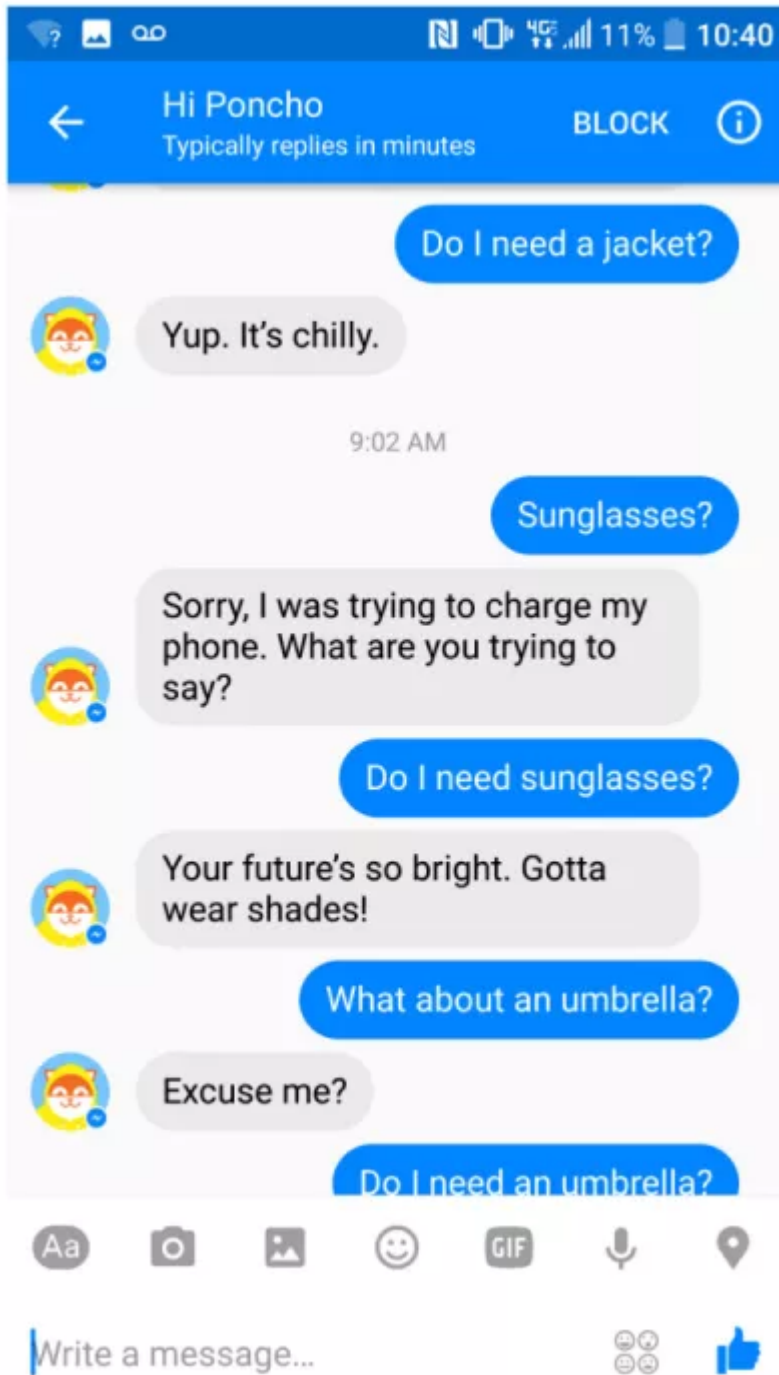 4G 11% 10:40
Hi Poncho
Typically replies in minutes
BLOCK
Do I need a jacket?
Yup. It’s chilly.
9:02 AM
Sunglasses?
Sorry, I was trying to charge my
phone. What are you trying to
say?
Do I need sunglasses?
Your future’s so bright. Gotta
wear shades!
What about an umbrella?
Excuse me?
Do I need an umbrella?
Aa
GIF
Write a message...